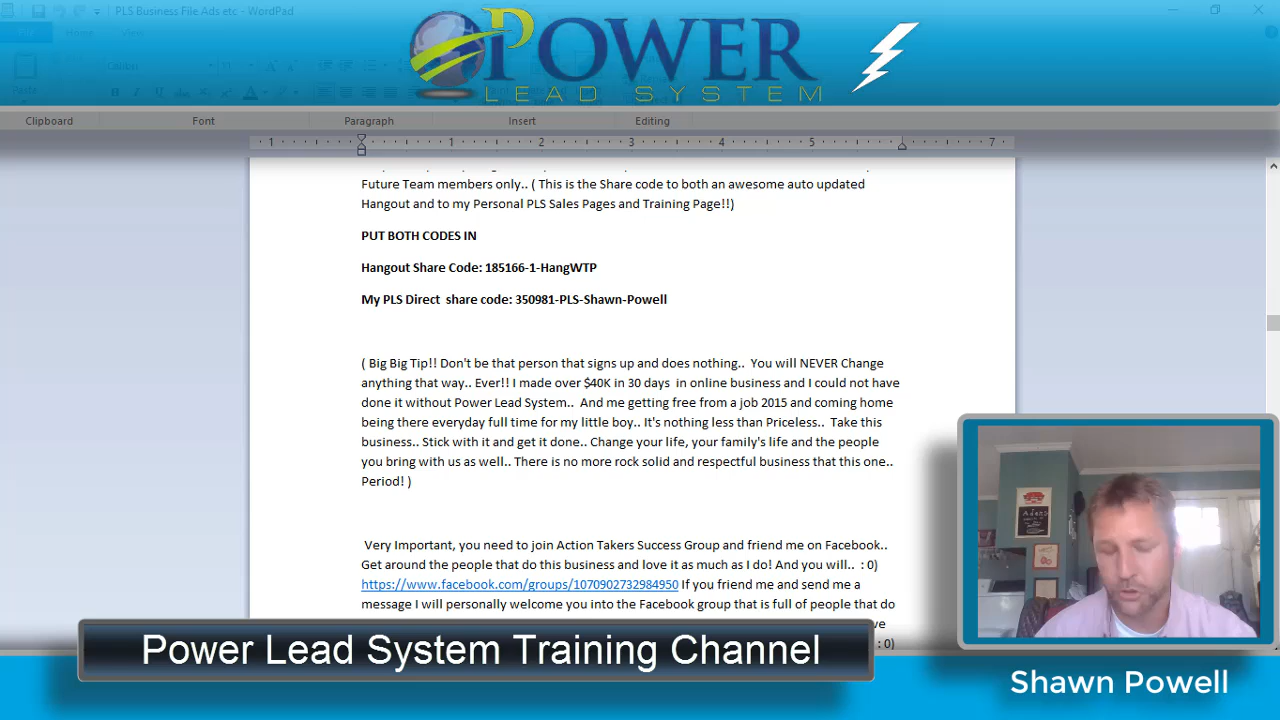 PLS Business File Ads etc - WordPad
POWER
LEAD SYSTEM
Clipboard Font Paragraph Insert Editing
1 1 2 3 4 5 7
Future Team members only.. ( This is the Share code to both an awesome auto updated
Hangout and to my Personal PLS Sales Pages and Training Page!!)
PUT BOTH CODES IN
Hangout Share Code: 185166-1-HangWTP
My PLS Direct  share code: 350981-PLS-Shawn-Powell
( Big Big Tip!! Don't be that person that signs up and does nothing..  You will NEVER Change
anything that way.. Ever!! I made over $40K in 30 days  in online business and I could not have
done it without Power Lead System..  And me getting free from a job 2015 and coming home
being there everyday full time for my little boy.. It's nothing less than Priceless..  Take this
business.. Stick with it and get it done.. Change your life, your family's life and the people
you bring with us as well.. There is no more rock solid and respectful business that this one..
Period! )
Very Important, you need to join Action Takers Success Group and friend me on Facebook..
Get around the people that do this business and love it as much as I do! And you will..  : 0)
https://www.facebook.com/groups/1070902732984950 If you friend me and send me a
message I will personally welcome you into the Facebook group that is full of people that do
: 0)
Power Lead System Training Channel
Shawn Powell